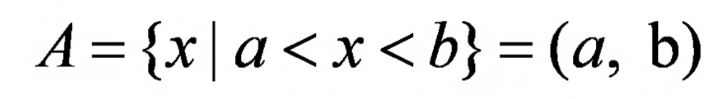 A = {x | a < x < b} = (a, b)